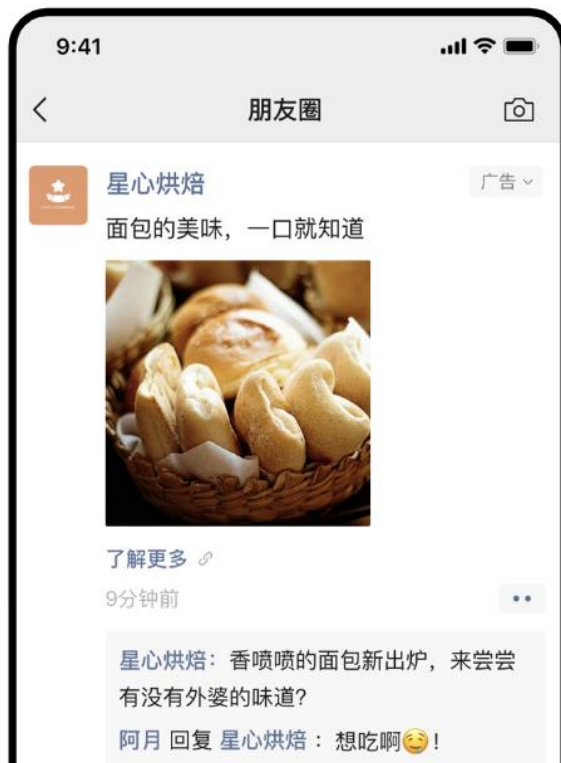 9:41
朋友圈
星心烘焙
广告
面包的美味，一口就知道
了解更多
9分钟前
星心烘焙：香喷喷的面包新出炉，来尝尝
有没有外婆的味道?
阿月 回复 星心烘焙：想吃啊🤤！